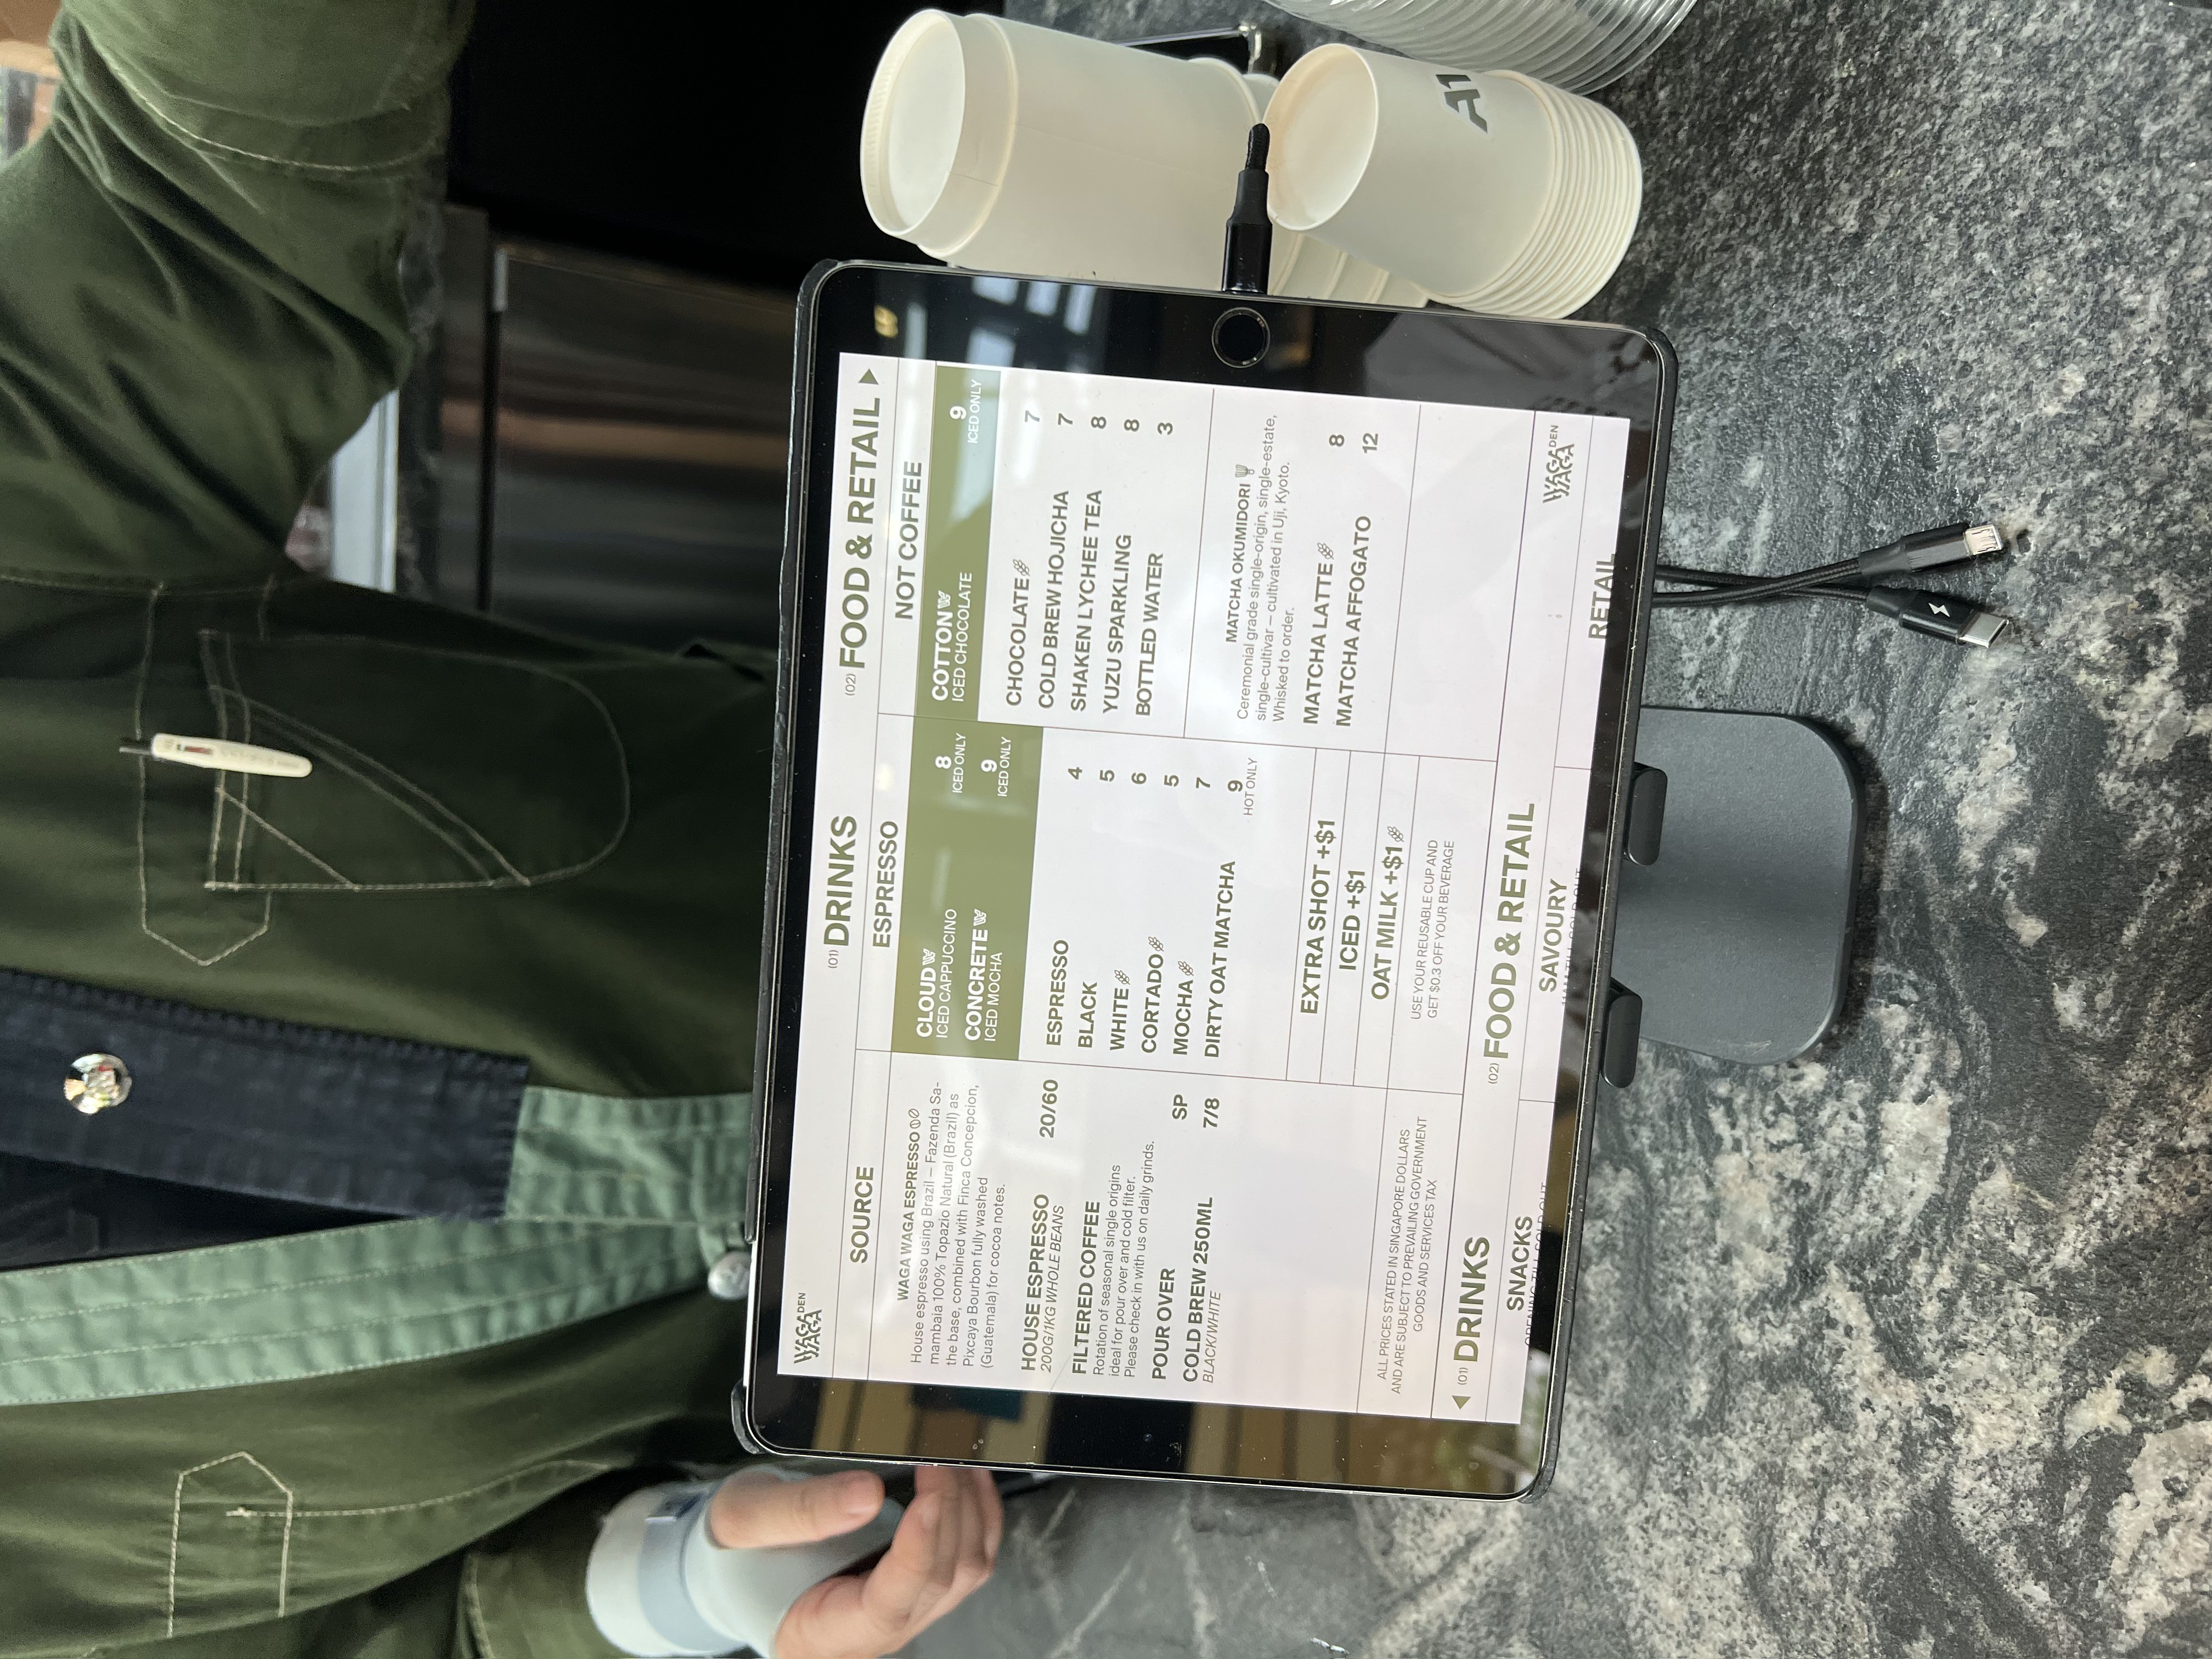 WAGA DEN
WAGA
(01) DRINKS
(02) FOOD & RETAIL
SOURCE
WAGA WAGA ESPRESSO
House espresso using Brazil – Fazenda Sa-
mambaia 100% Topazio Natural (Brazil) as
the base, combined with Finca Concepcion,
Pixcaya Bourbon fully washed
(Guatemala) for cocoa notes.
HOUSE ESPRESSO 20/60
200G/1KG WHOLE BEANS
FILTERED COFFEE
Rotation of seasonal single origins
ideal for pour over and cold filter.
Please check in with us on daily grinds.
POUR OVER SP
COLD BREW 250ML 7/8
BLACK/WHITE
ALL PRICES STATED IN SINGAPORE DOLLARS
AND ARE SUBJECT TO PREVAILING GOVERNMENT
GOODS AND SERVICES TAX
ESPRESSO
CLOUD 8
ICED CAPPUCCINO ICED ONLY
CONCRETE 9
ICED MOCHA ICED ONLY
ESPRESSO 4
BLACK 5
WHITE 6
CORTADO 5
MOCHA 7
DIRTY OAT MATCHA 9
HOT ONLY
EXTRA SHOT +$1
ICED +$1
OAT MILK +$1
USE YOUR REUSABLE CUP AND
GET $0.3 OFF YOUR BEVERAGE
NOT COFFEE
COTTON 9
ICED CHOCOLATE ICED ONLY
CHOCOLATE 7
COLD BREW HOJICHA 7
SHAKEN LYCHEE TEA 8
YUZU SPARKLING 8
BOTTLED WATER 3
MATCHA OKUMIDORI
Ceremonial grade single-origin, single-estate,
single-cultivar – cultivated in Uji, Kyoto.
Whisked to order.
MATCHA LATTE 8
MATCHA AFFOGATO 12
(01) DRINKS
(02) FOOD & RETAIL
WAGA DEN
WAGA
SNACKS
OPENING TILL SOLD OUT
SAVOURY
11AM TILL SOLD OUT
RETAIL
A1